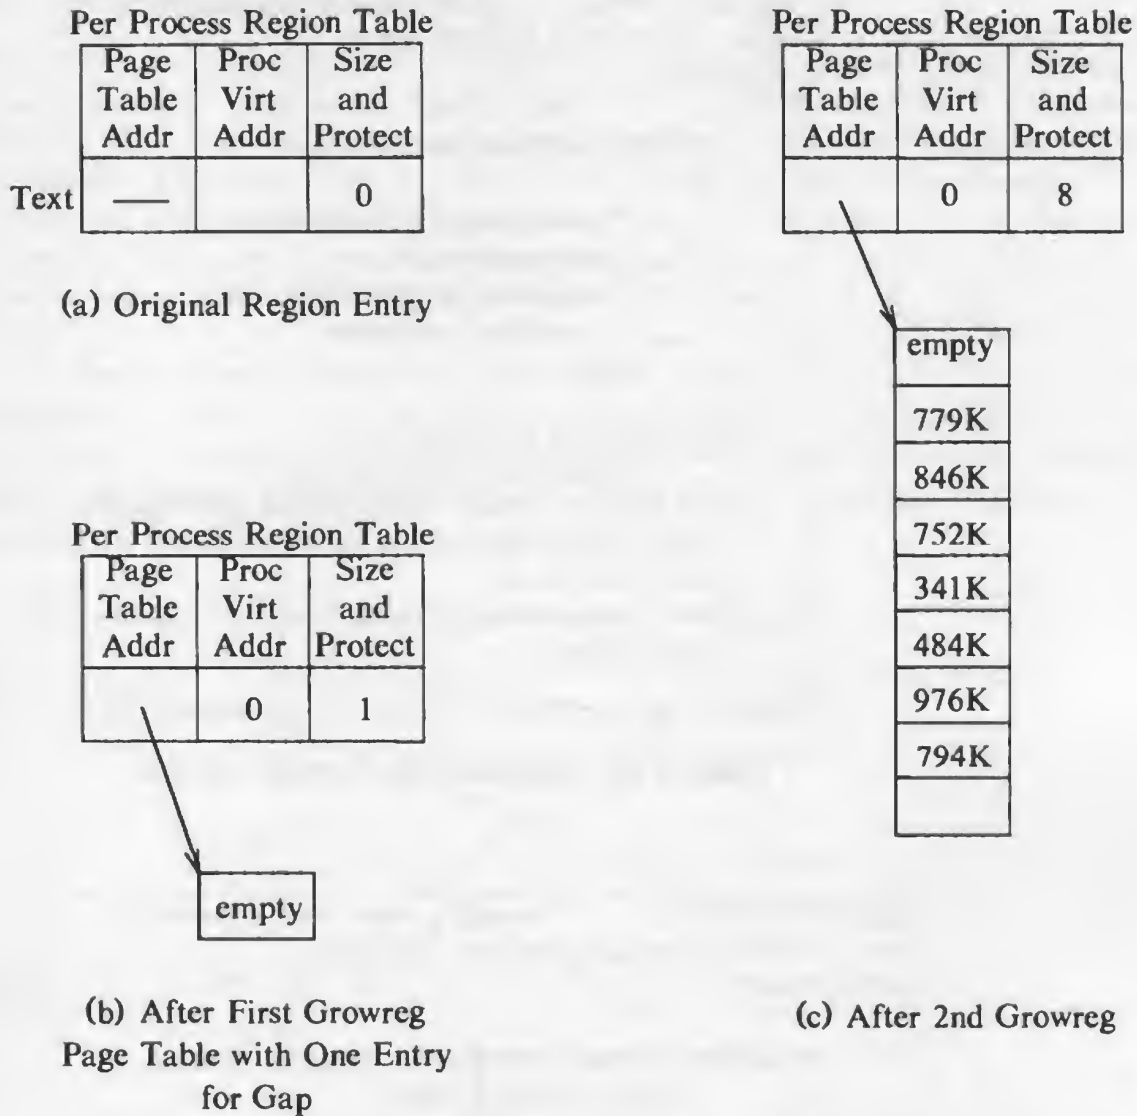 Per Process Region Table
Page Proc Size
Table Virt and
Addr Addr Protect
Text — 0
(a) Original Region Entry
Per Process Region Table
Page Proc Size
Table Virt and
Addr Addr Protect
0 1
empty
(b) After First Growreg
Page Table with One Entry
for Gap
Per Process Region Table
Page Proc Size
Table Virt and
Addr Addr Protect
0 8
empty
779K
846K
752K
341K
484K
976K
794K
(c) After 2nd Growreg